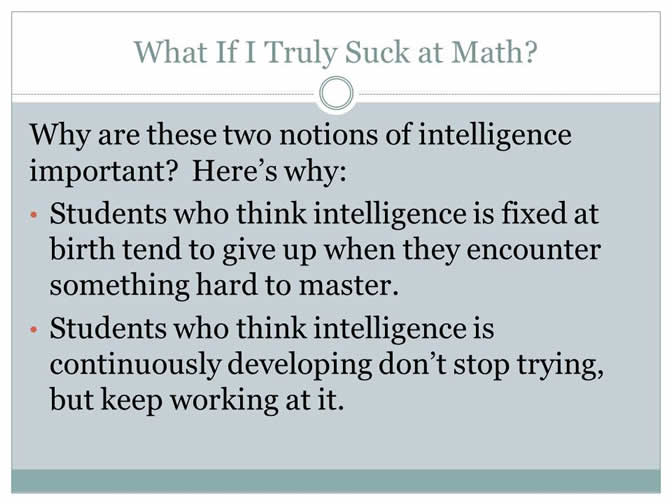 What If I Truly Suck at Math?
Why are these two notions of intelligence
important?  Here’s why:
• Students who think intelligence is fixed at
birth tend to give up when they encounter
something hard to master.
• Students who think intelligence is
continuously developing don’t stop trying,
but keep working at it.